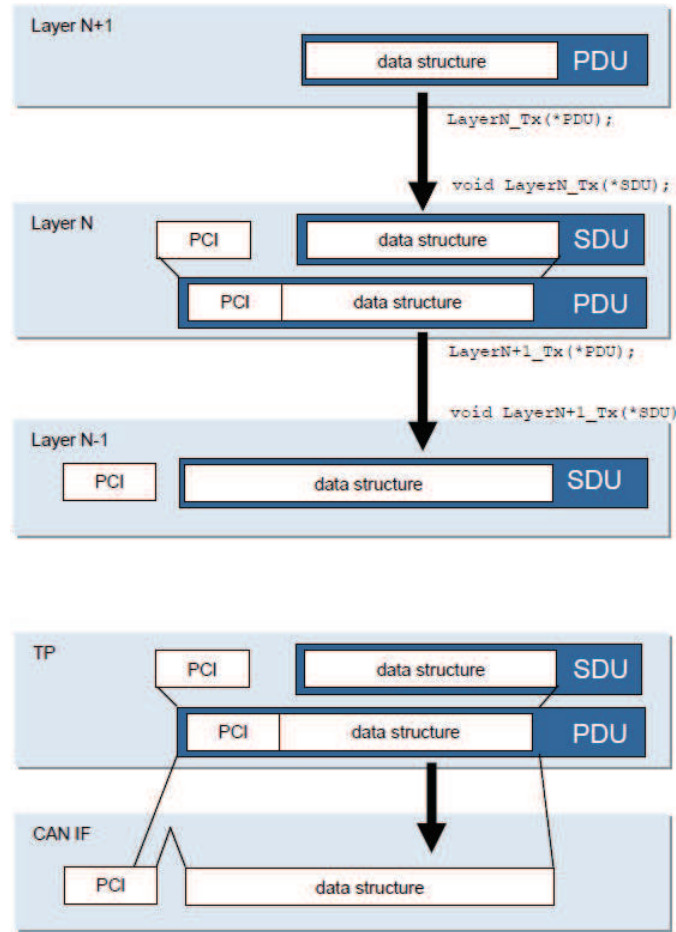 Layer N+1
data structure PDU
LayerN_Tx(*PDU);
void LayerN_Tx(*SDU);
Layer N
PCI data structure SDU
PCI data structure PDU
LayerN+1_Tx(*PDU);
void LayerN+1_Tx(*SDU)
Layer N-1
PCI data structure SDU
TP
PCI data structure SDU
PCI data structure PDU
CAN IF
PCI data structure